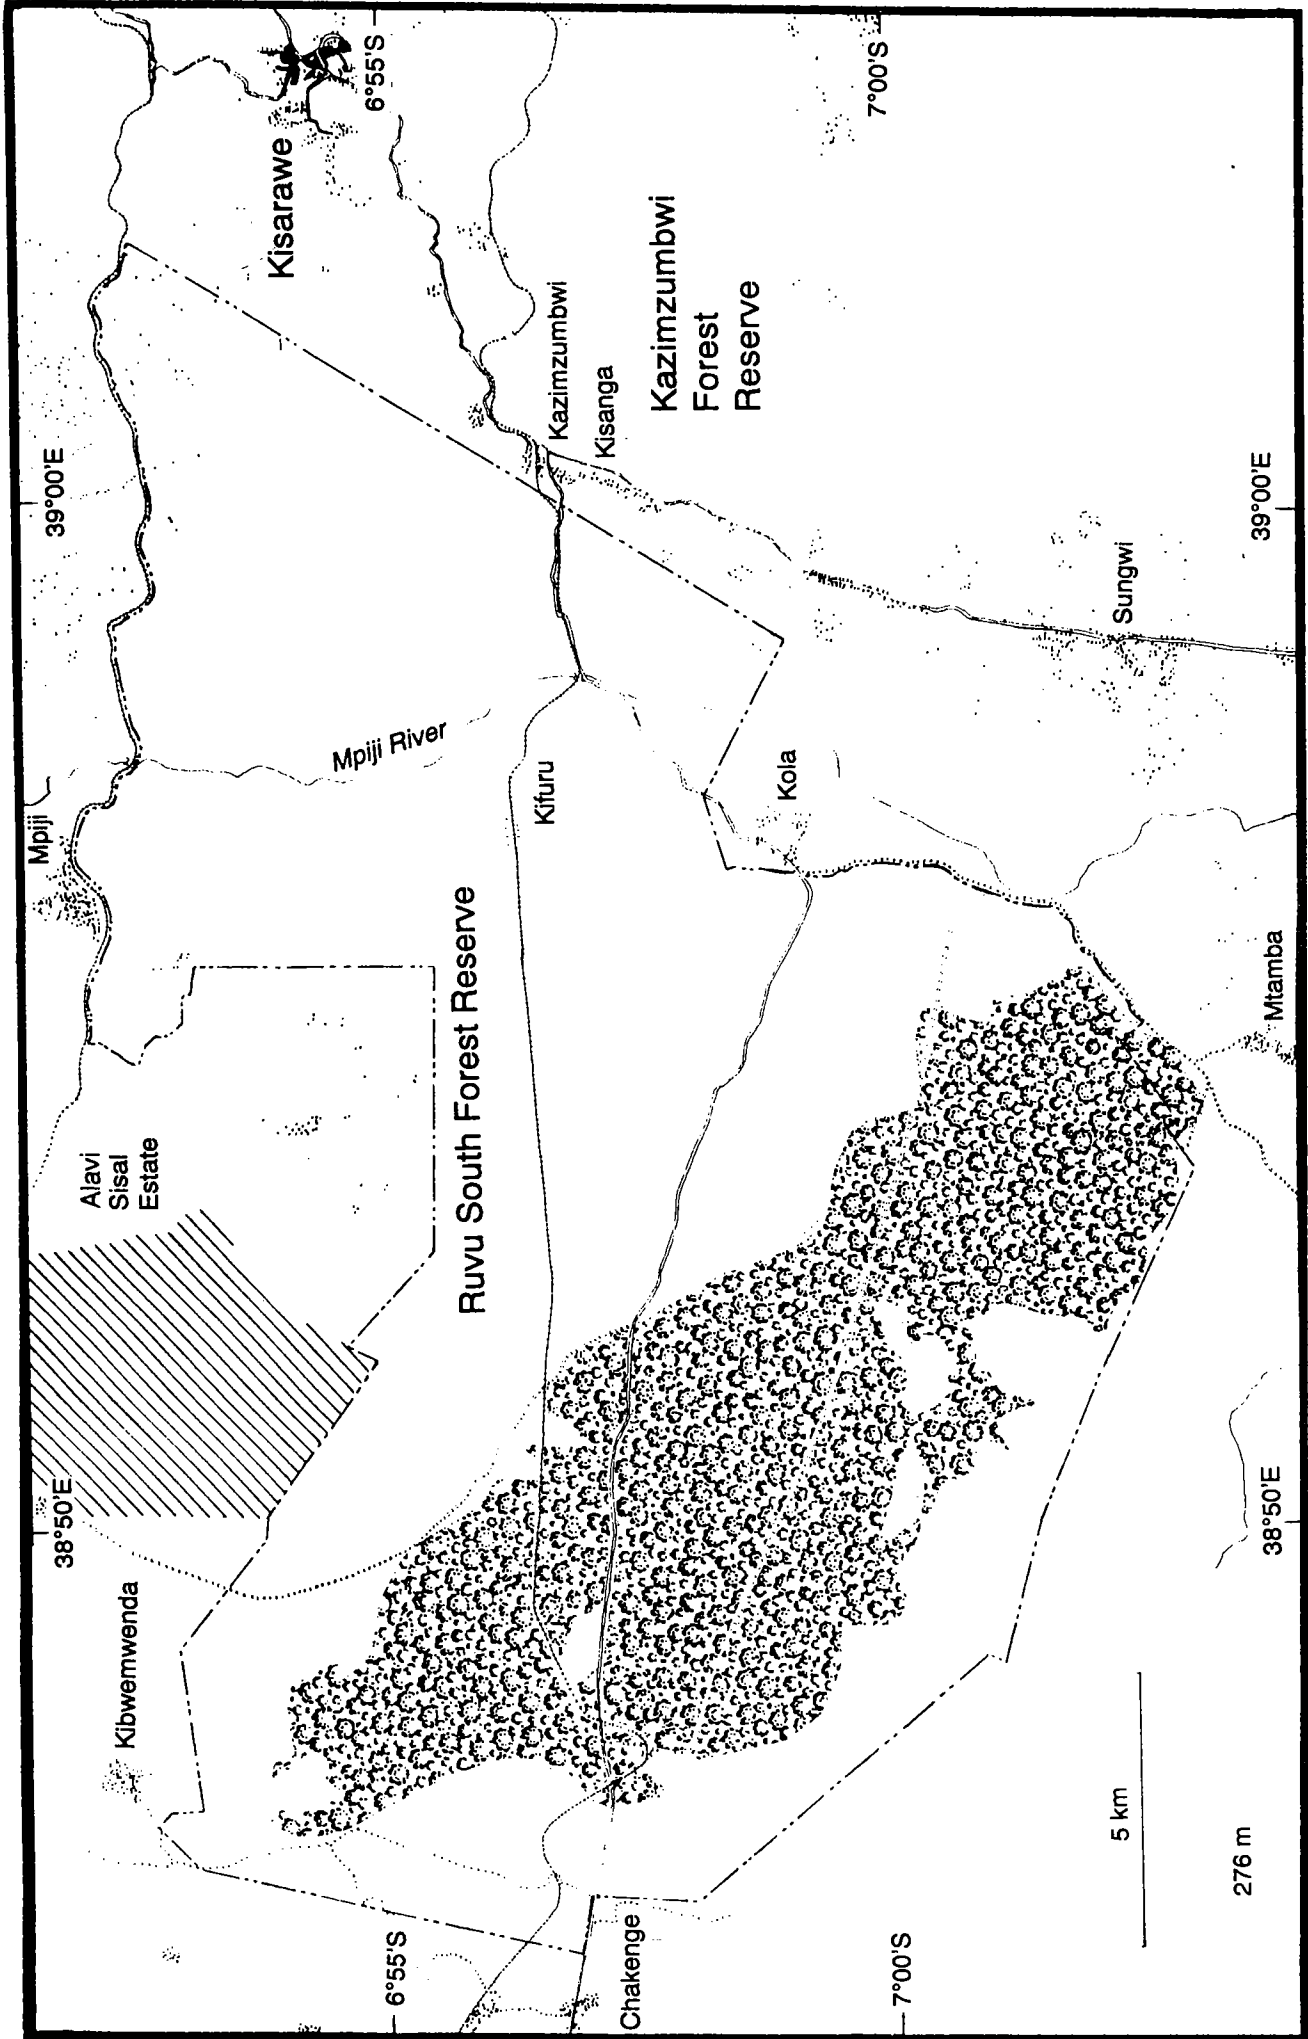 38°50'E
39°00'E
Mpiji
Kibwemwenda
Alavi
Sisal
Estate
Kisarawe
6°55'S
6°55'S
Mpiji River
Ruvu South Forest Reserve
Kifuru
Kazimzumbwi
Kisanga
Kazimzumbwi
Forest
Reserve
Chakenge
Kola
7°00'S
7°00'S
Sungwi
5 km
Mtamba
276 m
38°50'E
39°00'E